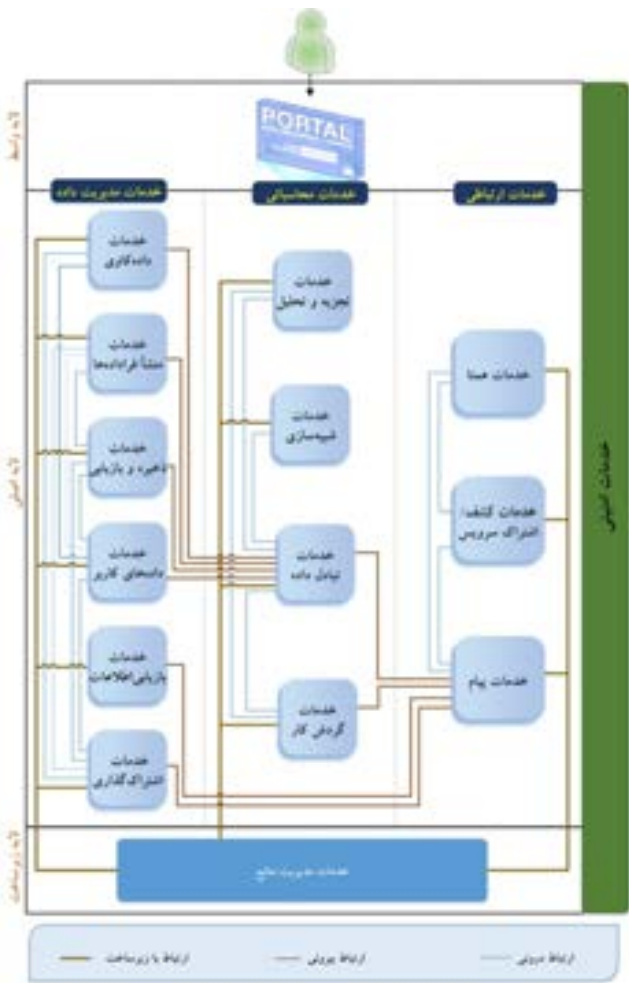 PORTAL
لایه واسط
خدمات ارتباطی
خدمات محاسباتی
خدمات مدیریت داده
خدمات امنیتی
لایه اصلی
خدمات همتا
خدمات کشف/
اشتراک سرویس
خدمات پیام
خدمات
تجزیه و تحلیل
خدمات
شبیه‌سازی
خدمات
تبادل داده
خدمات
گردش کار
خدمات
داده‌کاوی
خدمات
منشأ فراداده‌ها
خدمات
ذخیره و بازیابی
خدمات
داده‌های کاربر
خدمات
بازیابی اطلاعات
خدمات
اشتراک‌گذاری
لایه زیرساخت
خدمات مدیریت منابع
ارتباط درونی
ارتباط بیرونی
ارتباط با زیرساخت